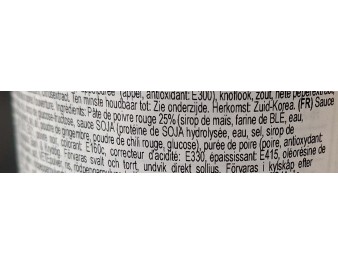 (appel, antioxidant: E300), knoflook, zout, hete peperextract,
Ten minste houdbaar tot: Zie onderzijde. Herkomst: Zuid-Korea. (FR) Sauce
Ingrédients: Pâte de poivre rouge 25% (sirop de maïs, farine de BLÉ, eau,
fructose, sauce SOJA (protéine de SOJA hydrolysée, eau, sel, sirop de
de gingembre, poudre de chili rouge, glucose), purée de poire (poire, antioxydant:
colorant: E160c, correcteur d'acidité: E330, épaississant: E415, oléorésine de
Förvaras svalt och torrt, undvik direkt solljus. Förvaras i kylskåp efter